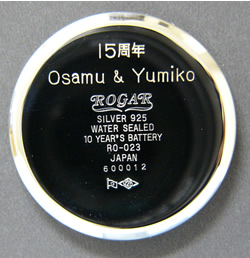 15周年
Osamu & Yumiko
ROGAR
SILVER 925
WATER SEALED
10 YEAR'S BATTERY
RO-023
JAPAN
600012